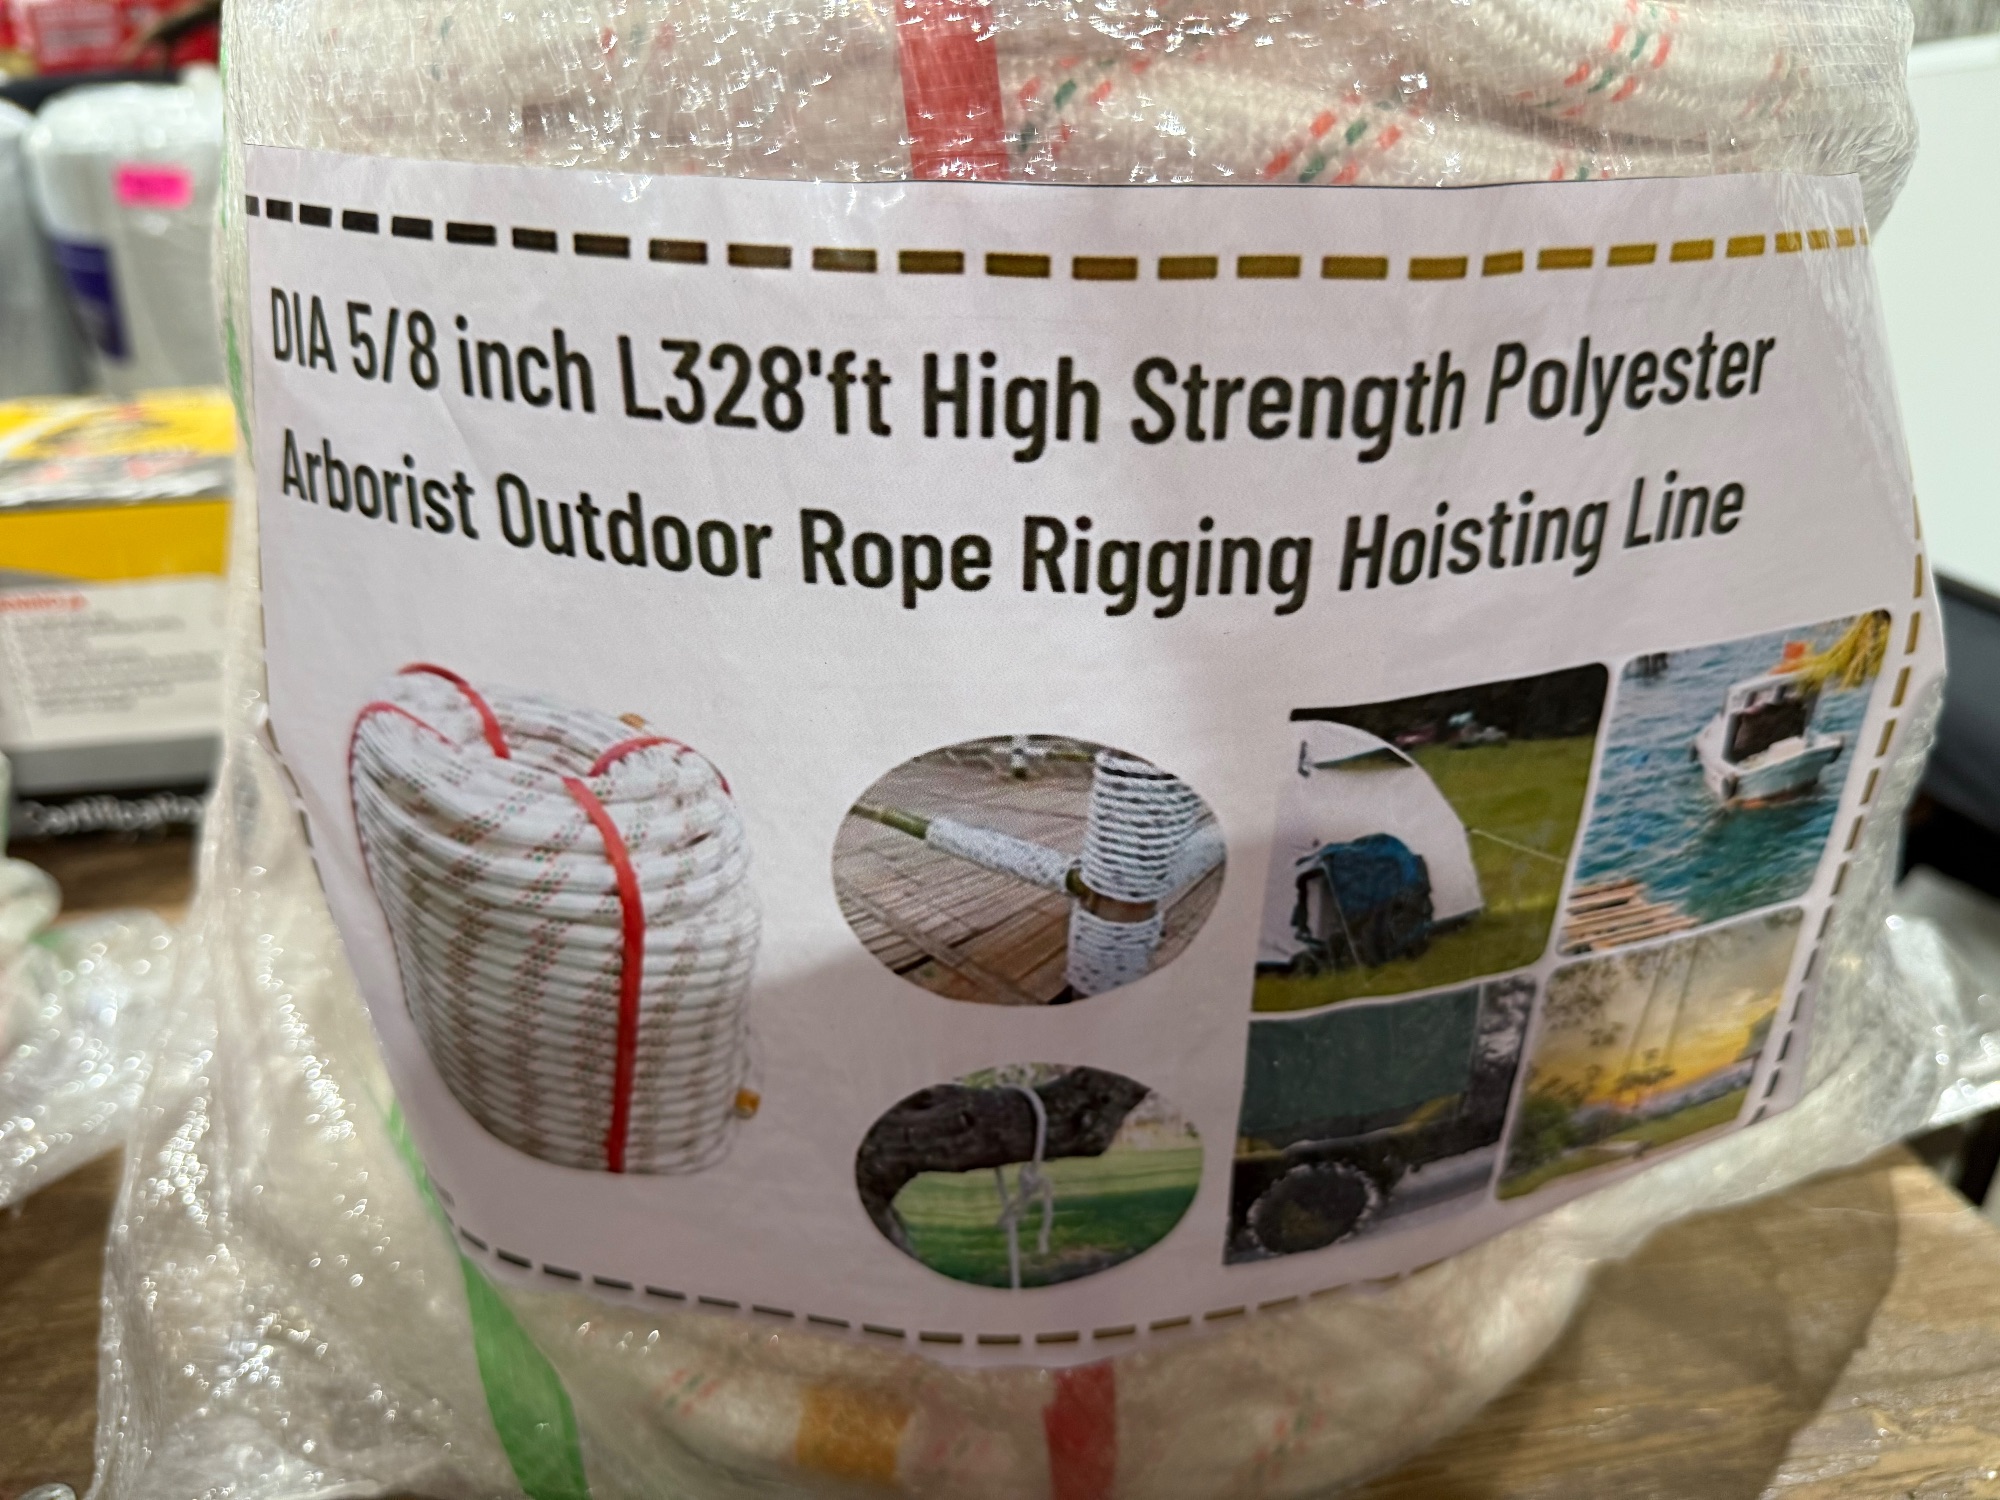 DIA 5/8 inch L328'ft High Strength Polyester
Arborist Outdoor Rope Rigging Hoisting Line